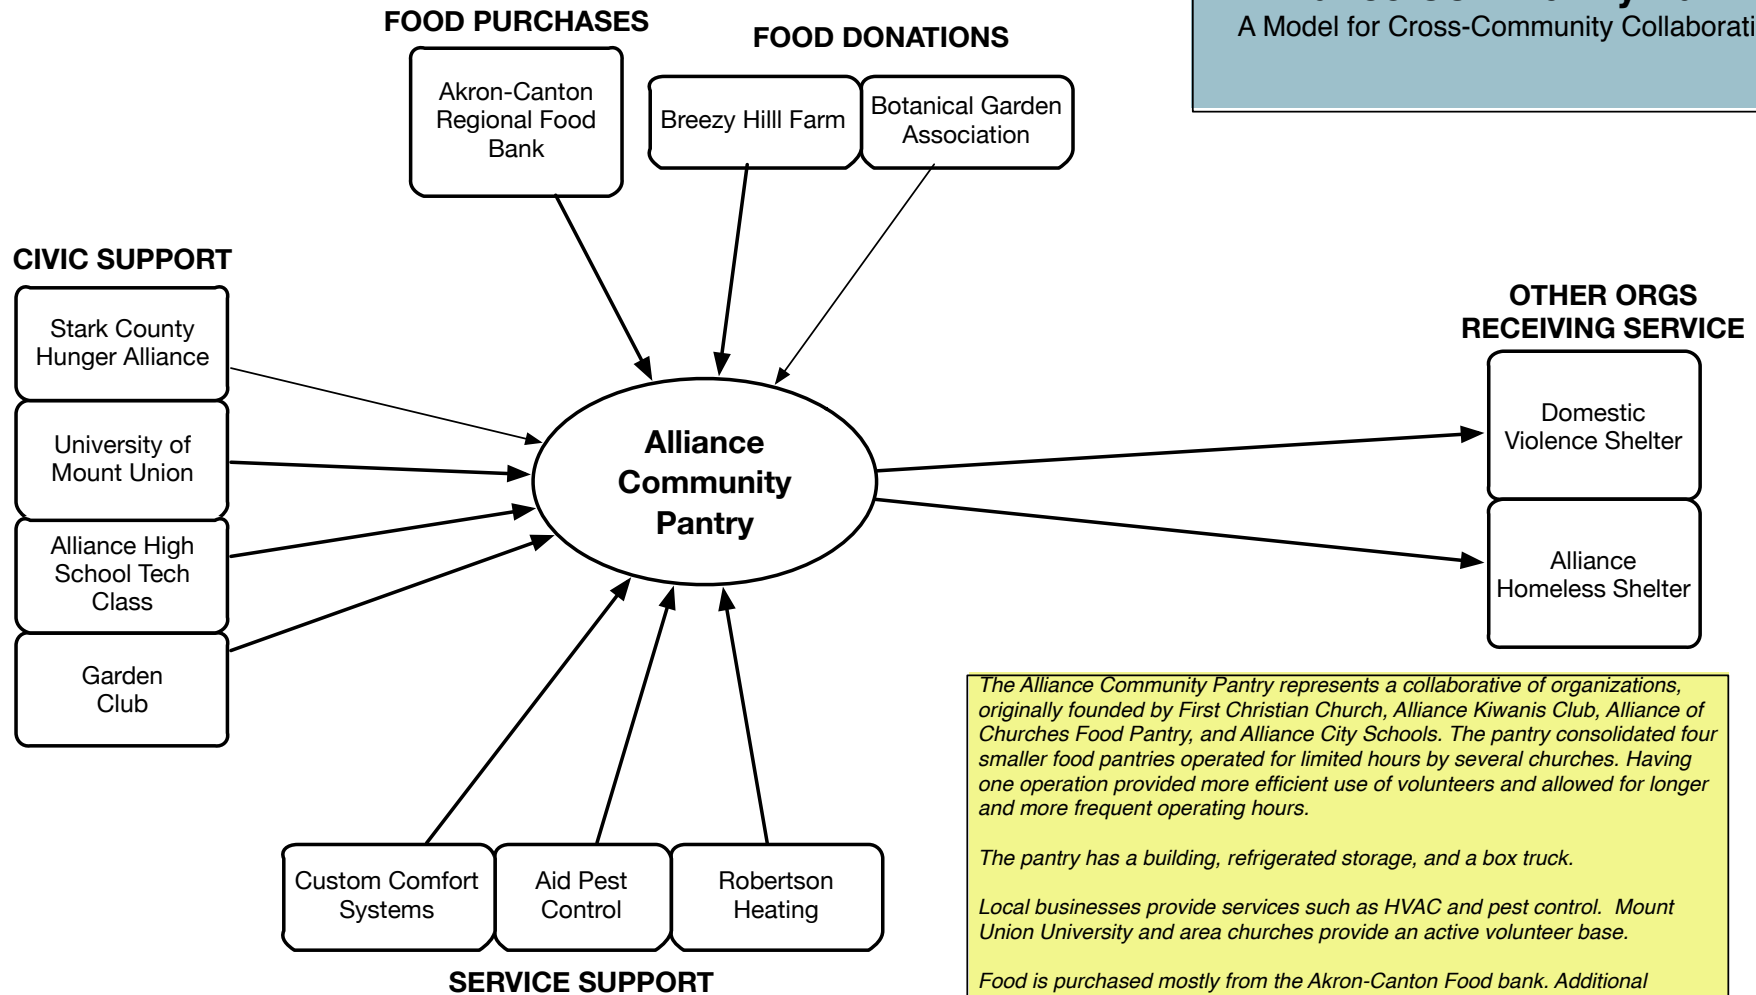 A Model for Cross-Community
FOOD PURCHASES
FOOD DONATIONS
Akron-Canton
Regional Food
Bank
Breezy Hilll Farm
Botanical Garden
Association
CIVIC SUPPORT
Stark County
Hunger Alliance
University of
Mount Union
Alliance High
School Tech
Class
Garden
Club
Alliance
Community
Pantry
OTHER ORGS
RECEIVING SERVICE
Domestic
Violence Shelter
Alliance
Homeless Shelter
Custom Comfort
Systems
Aid Pest
Control
Robertson
Heating
SERVICE SUPPORT
The Alliance Community Pantry represents a collaborative of organizations,
originally founded by First Christian Church, Alliance Kiwanis Club, Alliance of
Churches Food Pantry, and Alliance City Schools. The pantry consolidated four
smaller food pantries operated for limited hours by several churches. Having
one operation provided more efficient use of volunteers and allowed for longer
and more frequent operating hours.
The pantry has a building, refrigerated storage, and a box truck.
Local businesses provide services such as HVAC and pest control.  Mount
Union University and area churches provide an active volunteer base.
Food is purchased mostly from the Akron-Canton Food bank. Additional